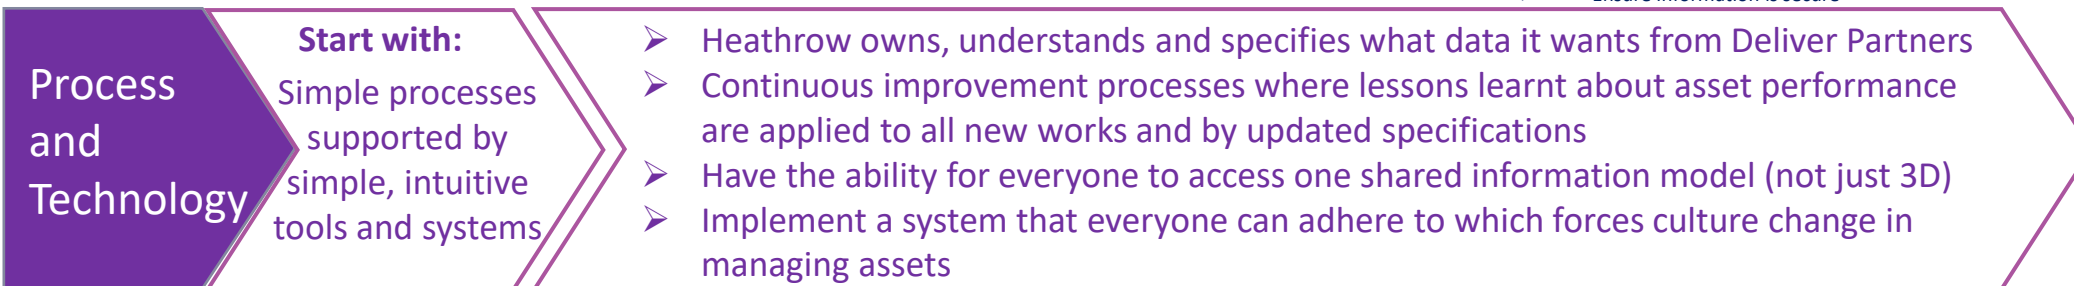 Process
and
Technology
Start with:
Simple processes
supported by
simple, intuitive
tools and systems
➢ Heathrow owns, understands and specifies what data it wants from Deliver Partners
➢ Continuous improvement processes where lessons learnt about asset performance
are applied to all new works and by updated specifications
➢ Have the ability for everyone to access one shared information model (not just 3D)
➢ Implement a system that everyone can adhere to which forces culture change in
managing assets